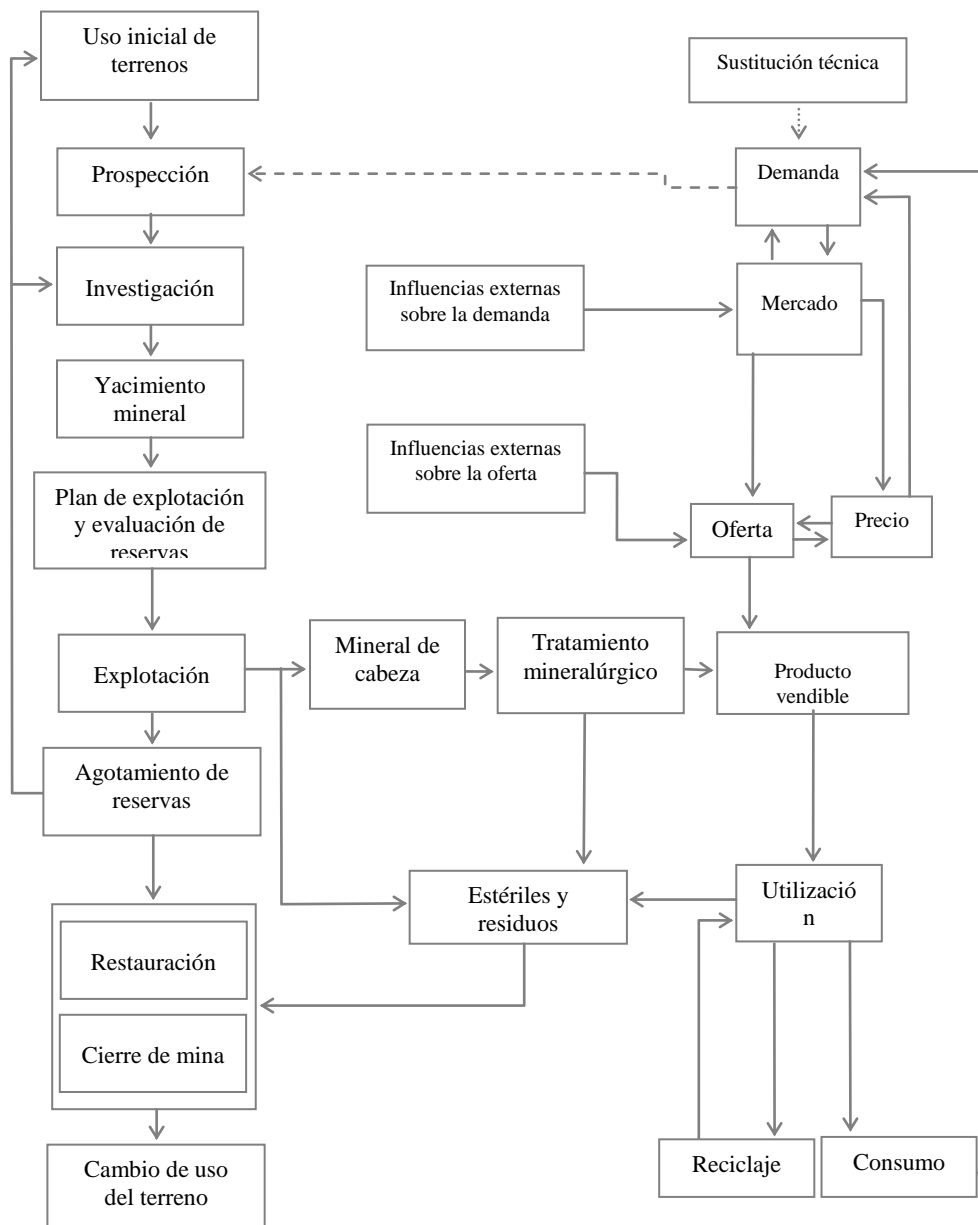 Uso inicial de
terrenos
Sustitución técnica
Prospección
Demanda
Investigación
Influencias externas
sobre la demanda
Mercado
Yacimiento
mineral
Influencias externas
sobre la oferta
Plan de explotación
y evaluación de
reservas
Oferta
Precio
Explotación
Mineral de
cabeza
Tratamiento
mineralúrgico
Producto
vendible
Agotamiento de
reservas
Estériles y
residuos
Utilizació
n
Restauración
Cierre de mina
Cambio de uso
del terreno
Reciclaje
Consumo